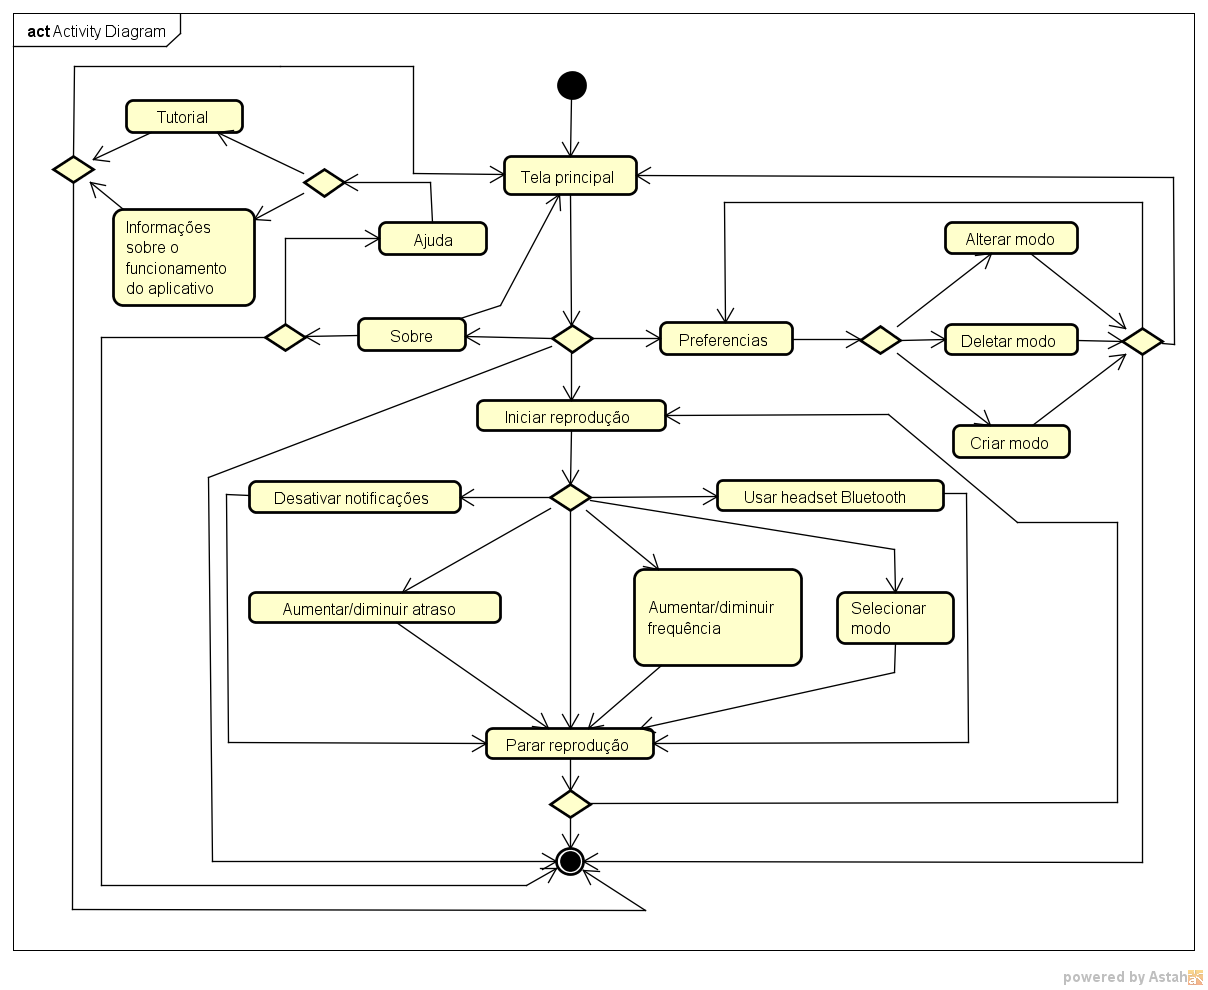 act Activity Diagram
Tutorial
Tela principal
Informações
sobre o
funcionamento
do aplicativo
Ajuda
Alterar modo
Sobre
Preferencias
Deletar modo
Iniciar reprodução
Criar modo
Desativar notificações
Usar headset Bluetooth
Aumentar/diminuir atraso
Aumentar/diminuir
frequência
Selecionar
modo
Parar reprodução
powered by Astah